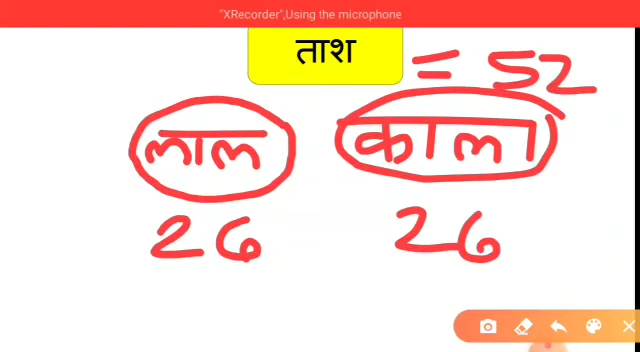 "XRecorder",Using the microphone
ताश = 52
लाल काला
26 26